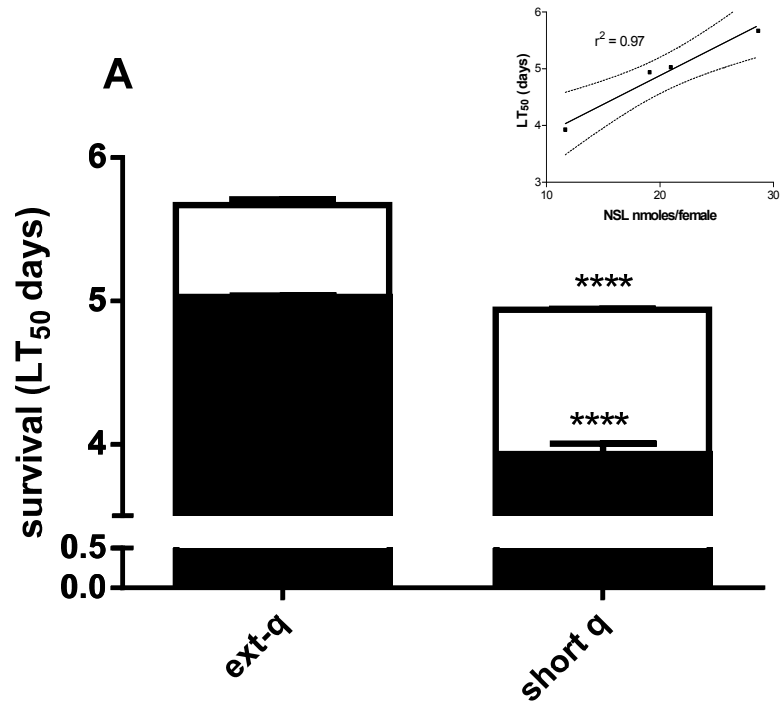 A
6
5
4
0.5
0.0
survival (LT50 days)
ext-q
short q
****
****
6
5
4
3
LT50 (days)
r2 = 0.97
10 20 30
NSL nmoles/female